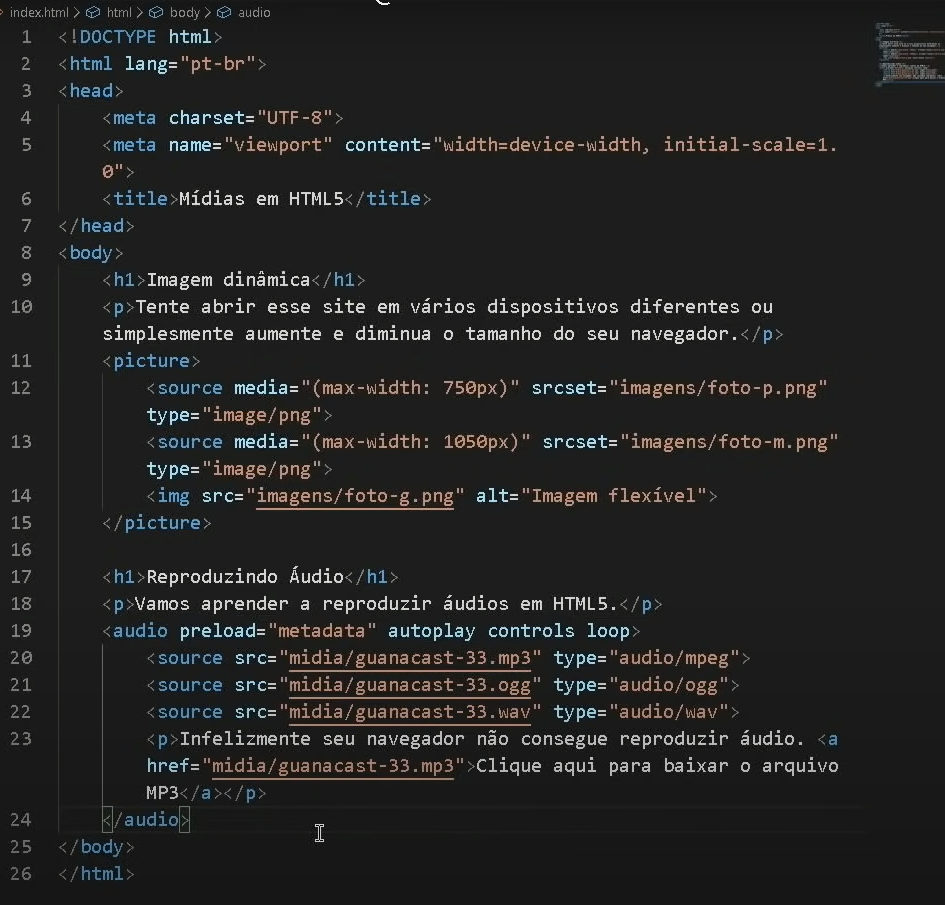 index.html > html > body > audio
1 <!DOCTYPE html>
2 <html lang="pt-br">
3 <head>
4 <meta charset="UTF-8">
5 <meta name="viewport" content="width=device-width, initial-scale=1.
0">
6 <title>Mídias em HTML5</title>
7 </head>
8 <body>
9 <h1>Imagem dinâmica</h1>
10 <p>Tente abrir esse site em vários dispositivos diferentes ou
simplesmente aumente e diminua o tamanho do seu navegador.</p>
11 <picture>
12 <source media="(max-width: 750px)" srcset="imagens/foto-p.png"
type="image/png">
13 <source media="(max-width: 1050px)" srcset="imagens/foto-m.png"
type="image/png">
14 <img src="imagens/foto-g.png" alt="Imagem flexível">
15 </picture>
16
17 <h1>Reproduzindo Áudio</h1>
18 <p>Vamos aprender a reproduzir áudios em HTML5.</p>
19 <audio preload="metadata" autoplay controls loop>
20 <source src="midia/guanacast-33.mp3" type="audio/mpeg">
21 <source src="midia/guanacast-33.ogg" type="audio/ogg">
22 <source src="midia/guanacast-33.wav" type="audio/wav">
23 <p>Infelizmente seu navegador não consegue reproduzir áudio. <a
href="midia/guanacast-33.mp3">Clique aqui para baixar o arquivo
MP3</a></p>
24 </audio>
25 </body>
26 </html>